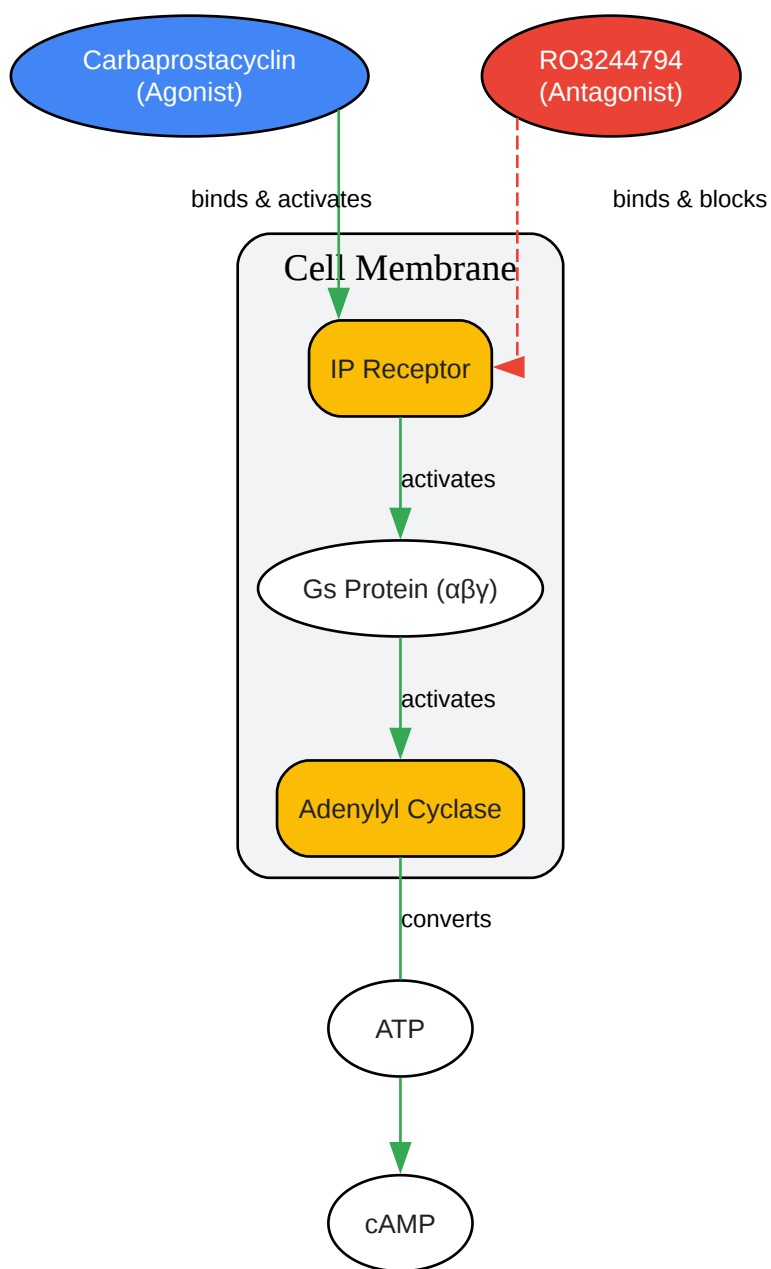 Carbaprostacyclin
(Agonist)
RO3244794
(Antagonist)
binds & activates
binds & blocks
Cell Membrane
IP Receptor
activates
Gs Protein (αβγ)
activates
Adenylyl Cyclase
converts
ATP
cAMP